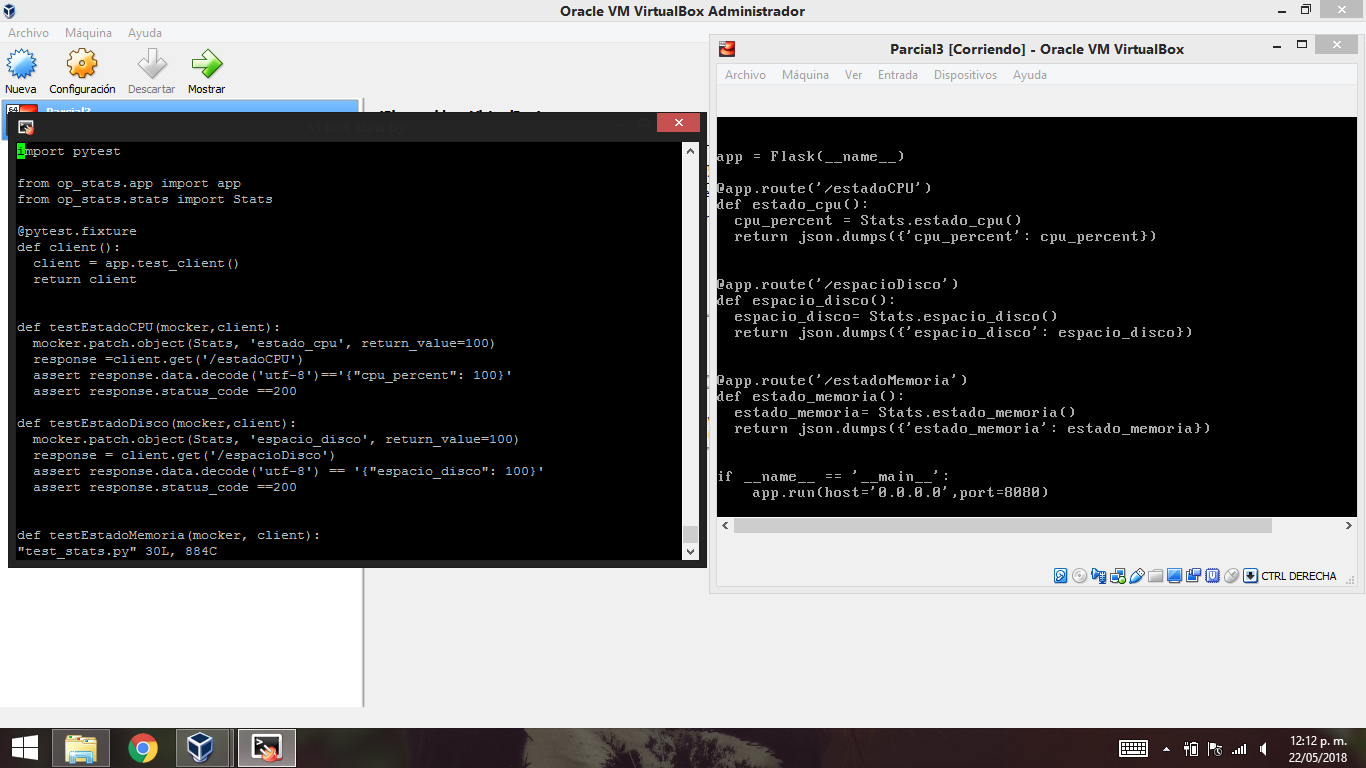 Oracle VM VirtualBox Administrador
Archivo Máquina Ayuda
Nueva Configuración Descartar Mostrar
64 Parcial3
import pytest
from op_stats.app import app
from op_stats.stats import Stats
@pytest.fixture
def client():
  client = app.test_client()
  return client
def testEstadoCPU(mocker,client):
  mocker.patch.object(Stats, 'estado_cpu', return_value=100)
  response =client.get('/estadoCPU')
  assert response.data.decode('utf-8')=='{"cpu_percent": 100}'
  assert response.status_code ==200
def testEstadoDisco(mocker,client):
  mocker.patch.object(Stats, 'espacio_disco', return_value=100)
  response = client.get('/espacioDisco')
  assert response.data.decode('utf-8') == '{"espacio_disco": 100}'
  assert response.status_code ==200
def testEstadoMemoria(mocker, client):
"test_stats.py" 30L, 884C
Parcial3 [Corriendo] - Oracle VM VirtualBox
Archivo Máquina Ver Entrada Dispositivos Ayuda
app = Flask(__name__)
@app.route('/estadoCPU')
def estado_cpu():
  cpu_percent = Stats.estado_cpu()
  return json.dumps({'cpu_percent': cpu_percent})
@app.route('/espacioDisco')
def espacio_disco():
  espacio_disco= Stats.espacio_disco()
  return json.dumps({'espacio_disco': espacio_disco})
@app.route('/estadoMemoria')
def estado_memoria():
  estado_memoria= Stats.estado_memoria()
  return json.dumps({'estado_memoria': estado_memoria})
if __name__ == '__main__':
    app.run(host='0.0.0.0',port=8080)
CTRL DERECHA
12:12 p. m.
22/05/2018